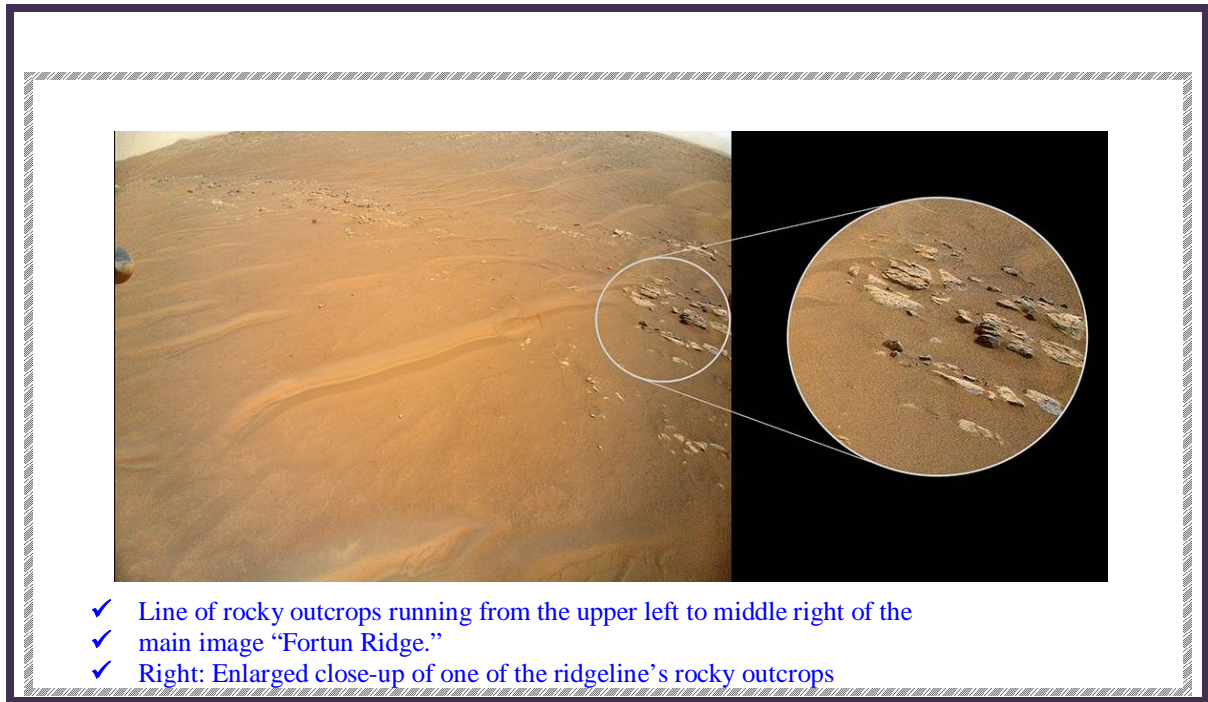 ✓ Line of rocky outcrops running from the upper left to middle right of the
✓ main image “Fortun Ridge.”
✓ Right: Enlarged close-up of one of the ridgeline’s rocky outcrops